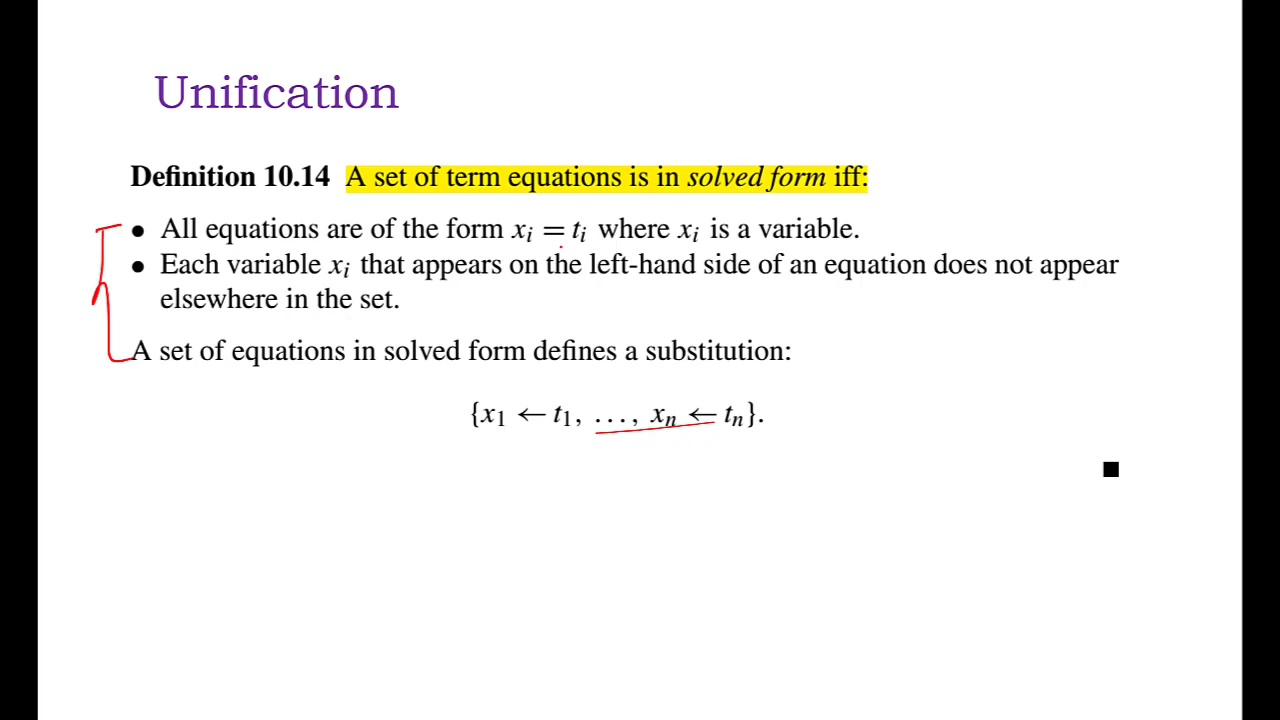 Unification
Definition 10.14 A set of term equations is in solved form iff:
• All equations are of the form xᵢ = tᵢ where xᵢ is a variable.
• Each variable xᵢ that appears on the left-hand side of an equation does not appear
elsewhere in the set.
A set of equations in solved form defines a substitution:
{x₁ ← t₁, …, xₙ ← tₙ}.
■